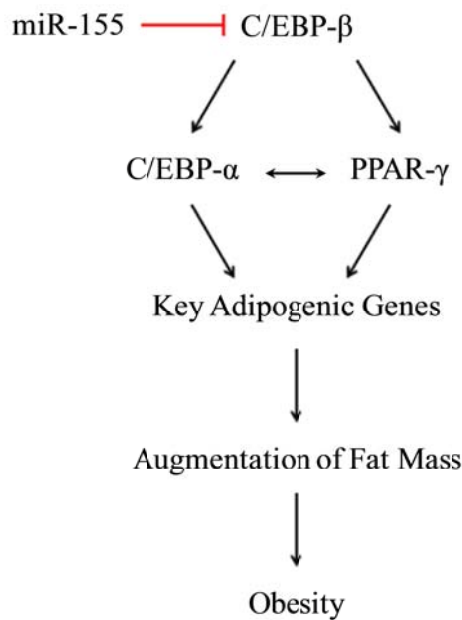 miR-155 C/EBP-β
C/EBP-α PPAR-γ
Key Adipogenic Genes
Augmentation of Fat Mass
Obesity